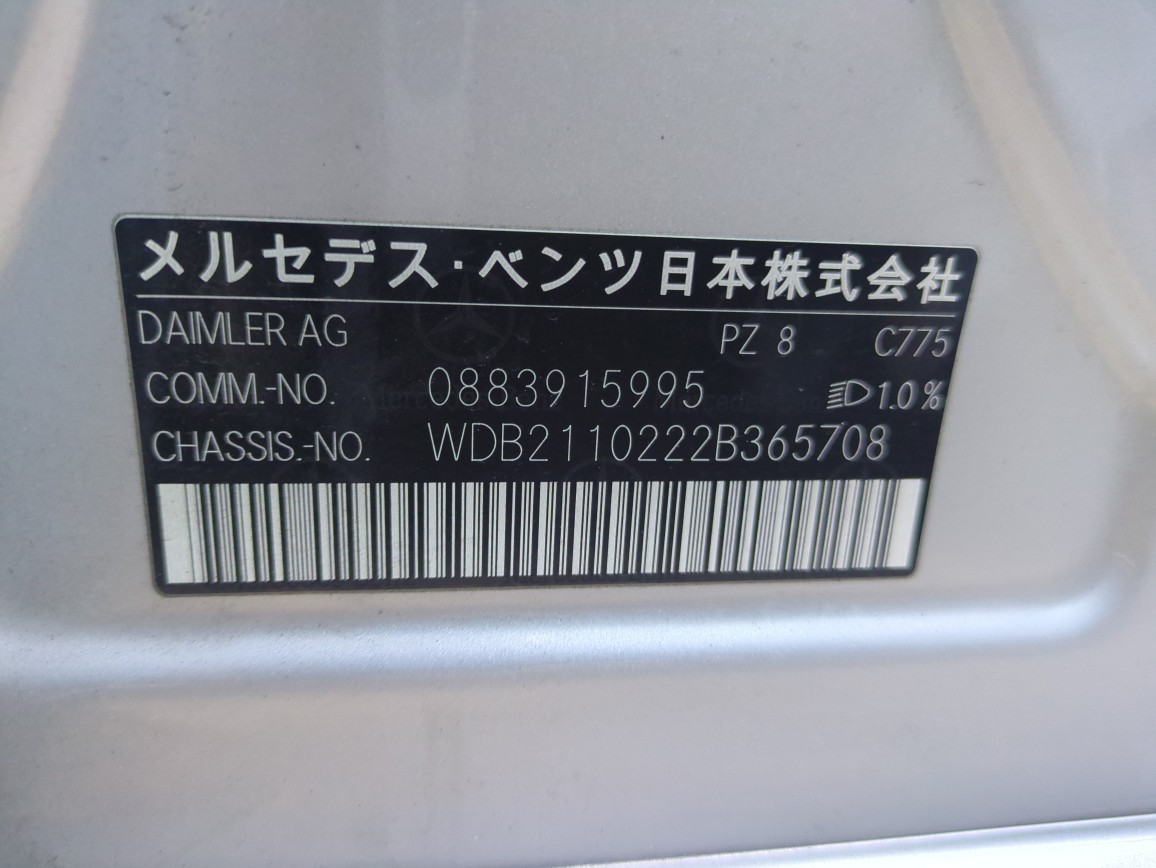 メルセデス・ベンツ日本株式会社
DAIMLER AG PZ 8 C775
COMM.-NO. 0883915995 1.0%
CHASSIS.-NO. WDB2110222B365708